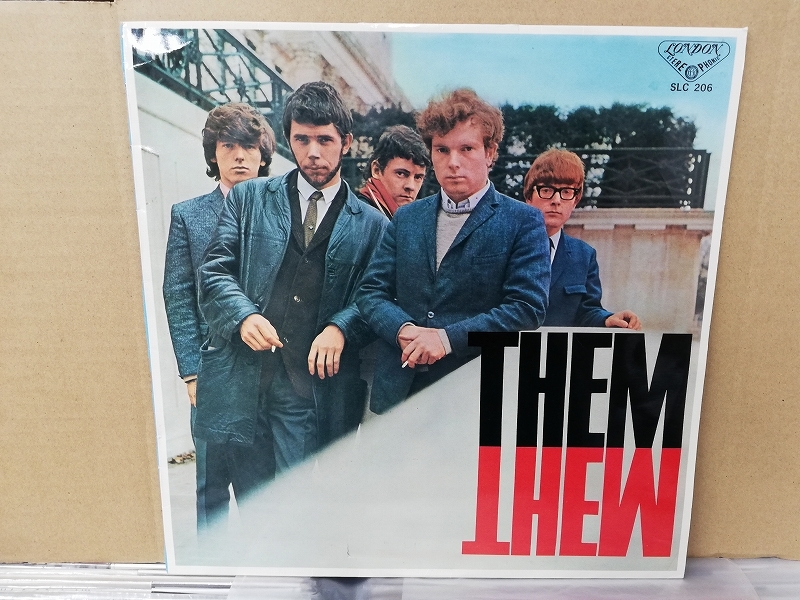 LONDON
STEREO PHONIC
SLC 206
THEM
THEM